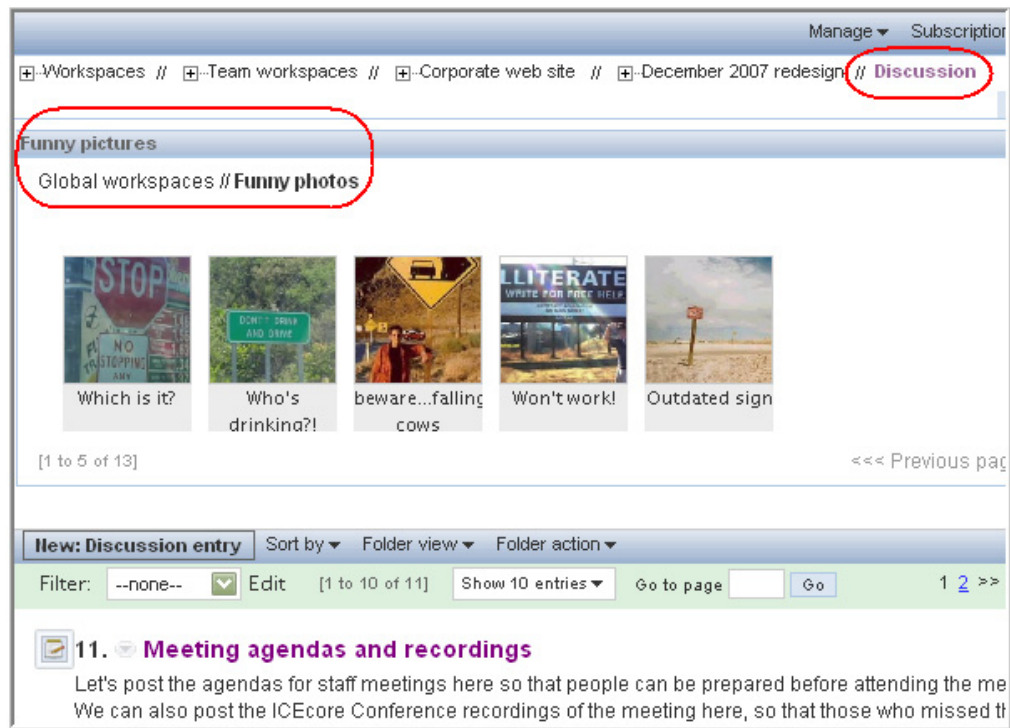 Manage Subscription
Workspaces // Team workspaces // Corporate web site // December 2007 redesign // Discussion
Funny pictures
Global workspaces // Funny photos
STOP
NO
STOPPING
ANY
DON'T DRINK
AND DRIVE
LLITERATE
WRITE FOR FREE HELP
Which is it?
Who's
drinking?!
beware...falling
cows
Won't work!
Outdated sign
[1 to 5 of 13] <<< Previous pag
New: Discussion entry Sort by Folder view Folder action
Filter: --none-- Edit [1 to 10 of 11] Show 10 entries Go to page Go 1 2 >>
11. Meeting agendas and recordings
Let's post the agendas for staff meetings here so that people can be prepared before attending the me
We can also post the ICEcore Conference recordings of the meeting here, so that those who missed th